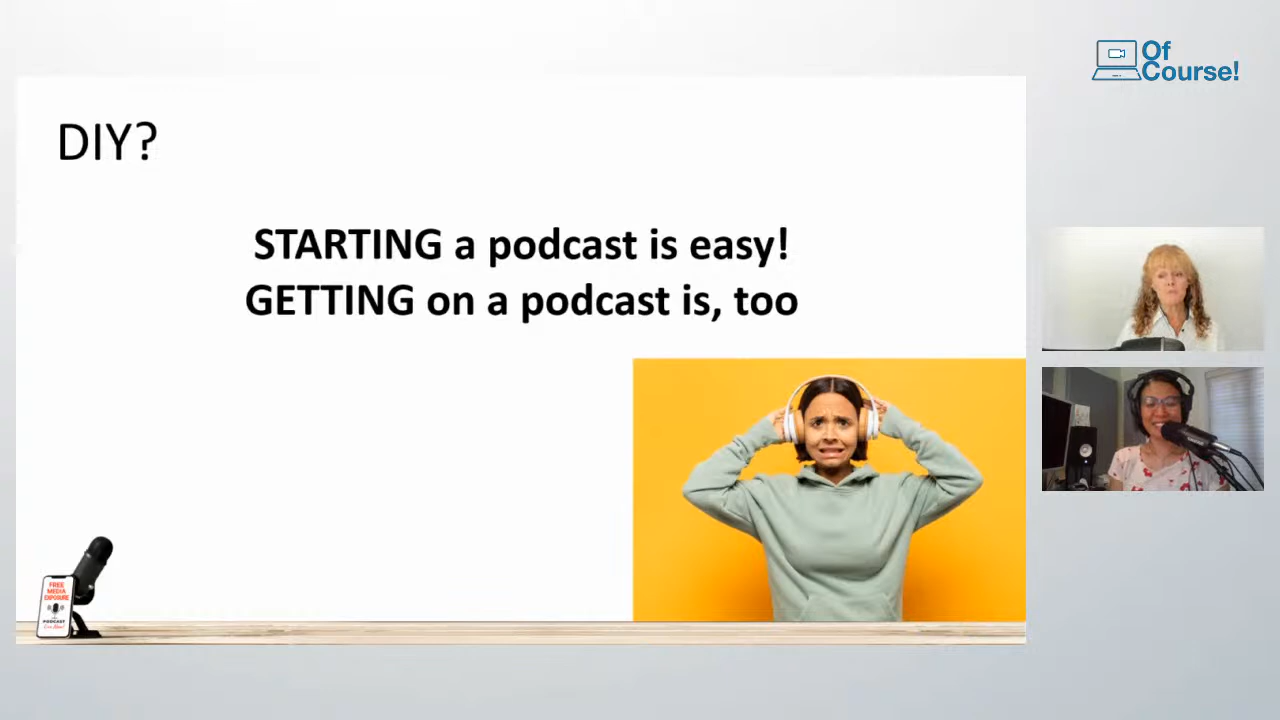 Of
Course!
DIY?
STARTING a podcast is easy!
GETTING on a podcast is, too
FREE
MEDIA
EXPOSURE
PODCAST